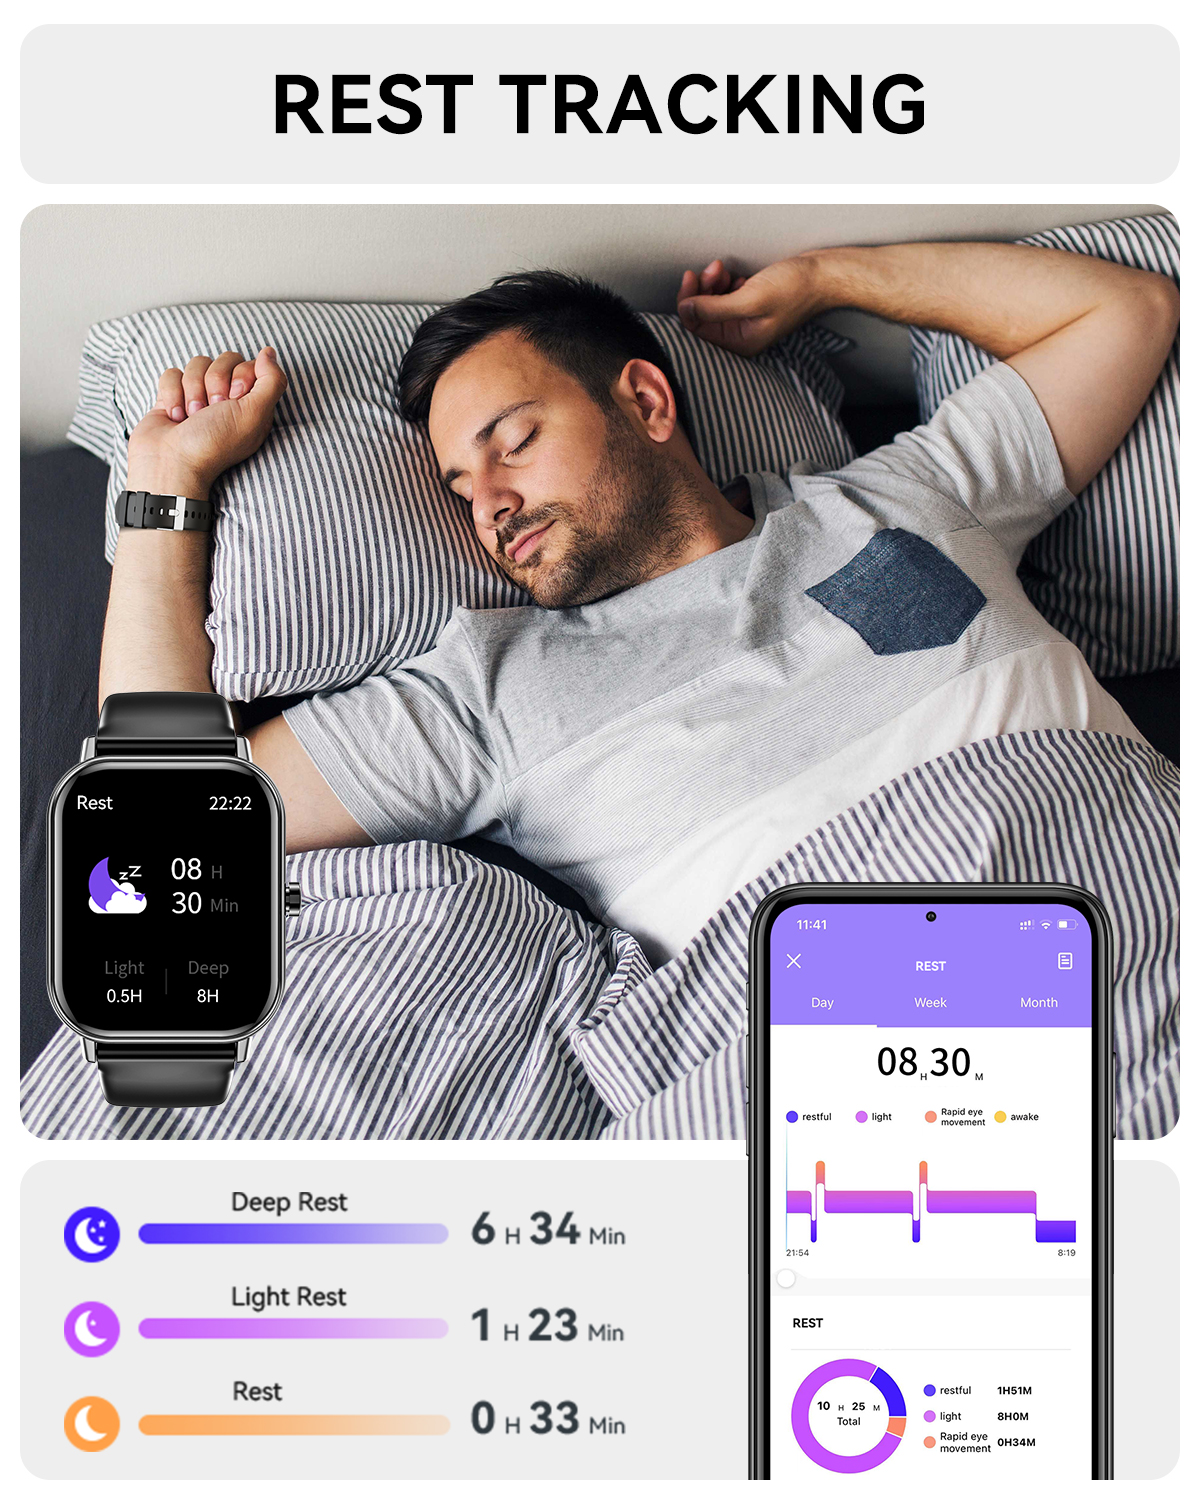 REST TRACKING
Rest 22:22
08 H
30 Min
Light Deep
0.5H 8H
11:41
REST
Day Week Month
08 H 30 M
restful light Rapid eye movement awake
21:54 8:19
REST
10 H 25 M
Total
restful 1H51M
light 8H0M
Rapid eye
movement 0H34M
Deep Rest
6 H 34 Min
Light Rest
1 H 23 Min
Rest
0 H 33 Min